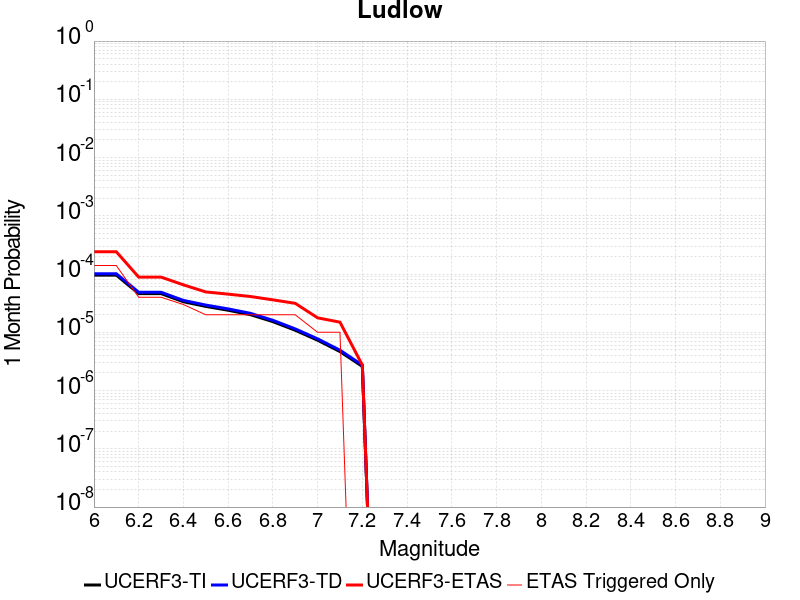 Ludlow
10^0
10^-1
10^-2
10^-3
10^-4
10^-5
10^-6
10^-7
10^-8
1 Month Probability
6 6.2 6.4 6.6 6.8 7 7.2 7.4 7.6 7.8 8 8.2 8.4 8.6 8.8 9
Magnitude
UCERF3-TI UCERF3-TD UCERF3-ETAS ETAS Triggered Only